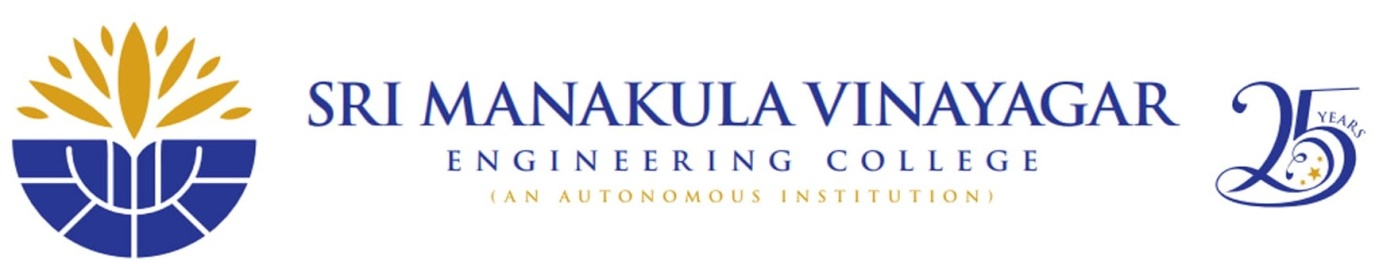 SRI MANAKULA VINAYAGAR
ENGINEERING COLLEGE
(AN AUTONOMOUS INSTITUTION)
25 YEARS